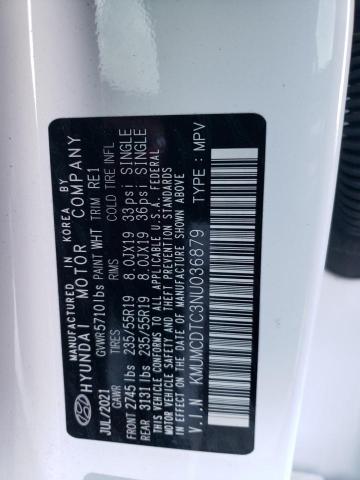 MANUFACTURED IN KOREA BY
HYUNDAI MOTOR COMPANY
JUL/2021 GVWR 5710 lbs PAINT WHT TRIM RE1
GAWR TIRES RIMS COLD TIRE INF.
FRONT 2745 lbs 235/55R19 8.0JX19 33psi SINGLE
REAR 3131 lbs 235/55R19 8.0JX19 36psi SINGLE
THIS VEHICLE CONFORMS TO ALL APPLICABLE U.S.A. FEDERAL
MOTOR VEHICLE SAFETY AND THEFT PREVENTION STANDARDS
IN EFFECT ON THE DATE OF MANUFACTURE SHOWN ABOVE
V.I.N KMUMCDTC3NU036879 TYPE : MPV